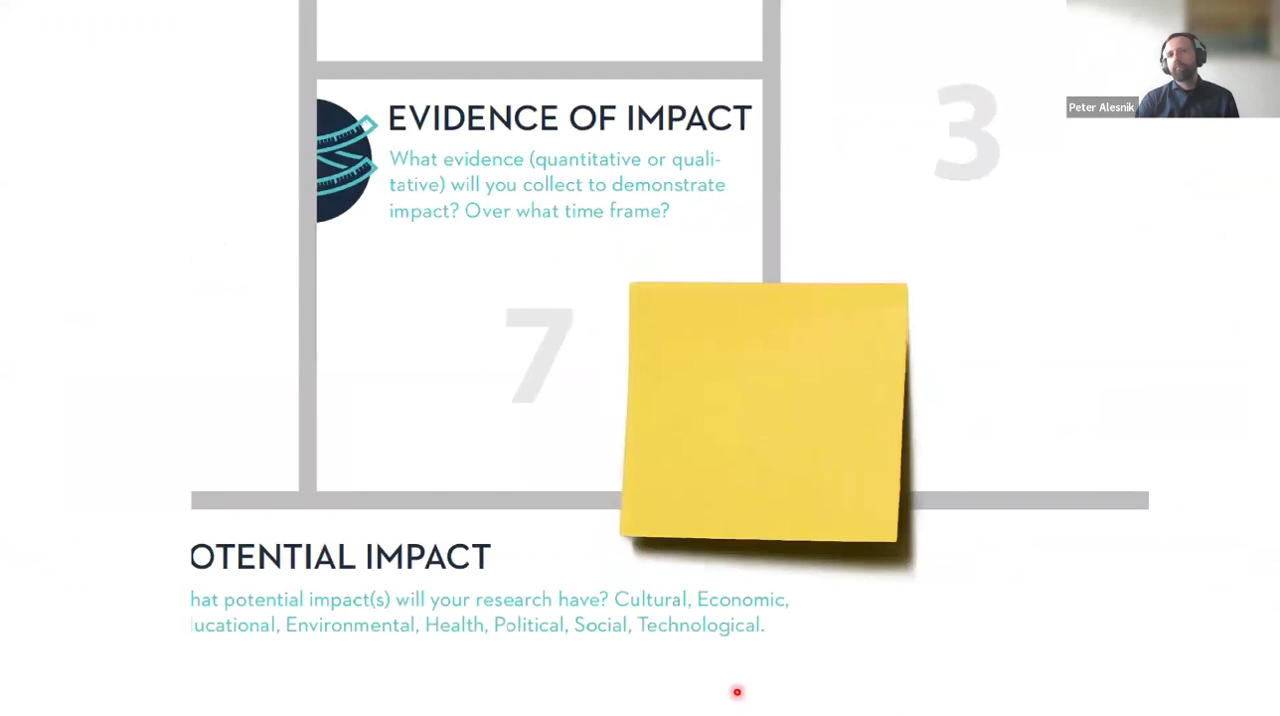 EVIDENCE OF IMPACT
What evidence (quantitative or quali-
tative) will you collect to demonstrate
impact? Over what time frame?
3
Peter Alesnik
7
OTENTIAL IMPACT
hat potential impact(s) will your research have? Cultural, Economic,
ucational, Environmental, Health, Political, Social, Technological.